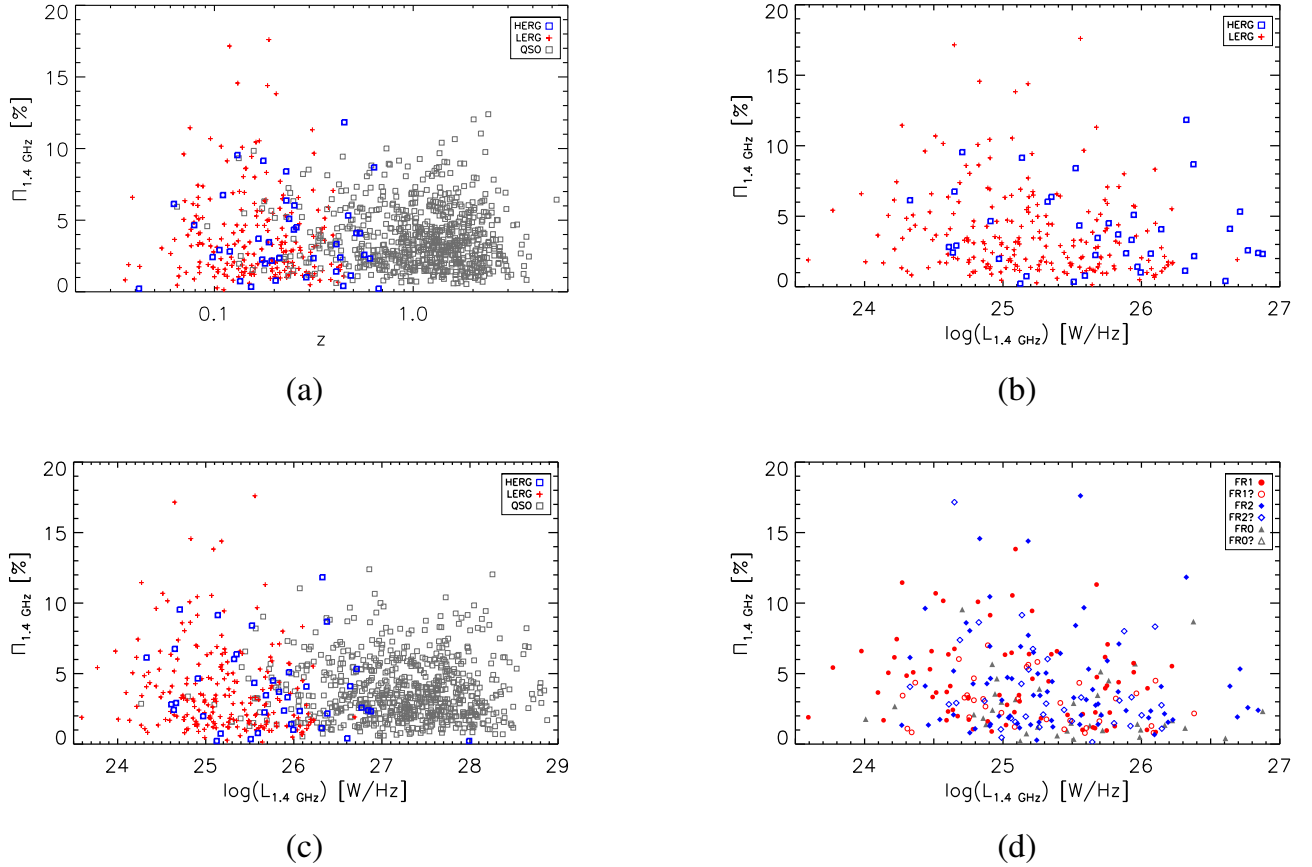 HERG
LERG
QSO
20
15
10
5
0
Π1.4 GHz [%]
0.1 1.0
z
(a)
HERG
LERG
20
15
10
5
0
Π1.4 GHz [%]
24 25 26 27
log(L1.4 GHz) [W/Hz]
(b)
HERG
LERG
QSO
20
15
10
5
0
Π1.4 GHz [%]
24 25 26 27 28 29
log(L1.4 GHz) [W/Hz]
(c)
FR1
FR1?
FR2
FR2?
FR0
FR0?
20
15
10
5
0
Π1.4 GHz [%]
24 25 26 27
log(L1.4 GHz) [W/Hz]
(d)